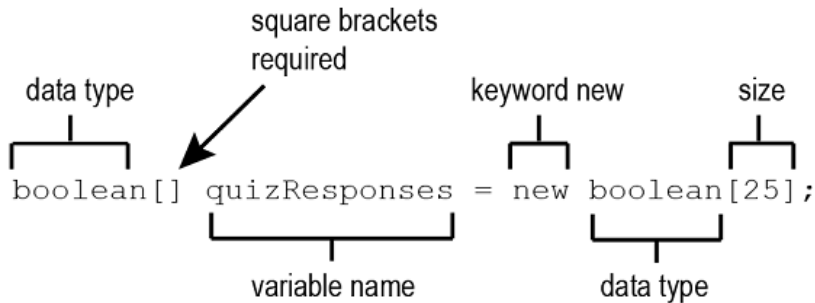 square brackets
required
data type
keyword new
size
boolean[] quizResponses = new boolean[25];
variable name
data type